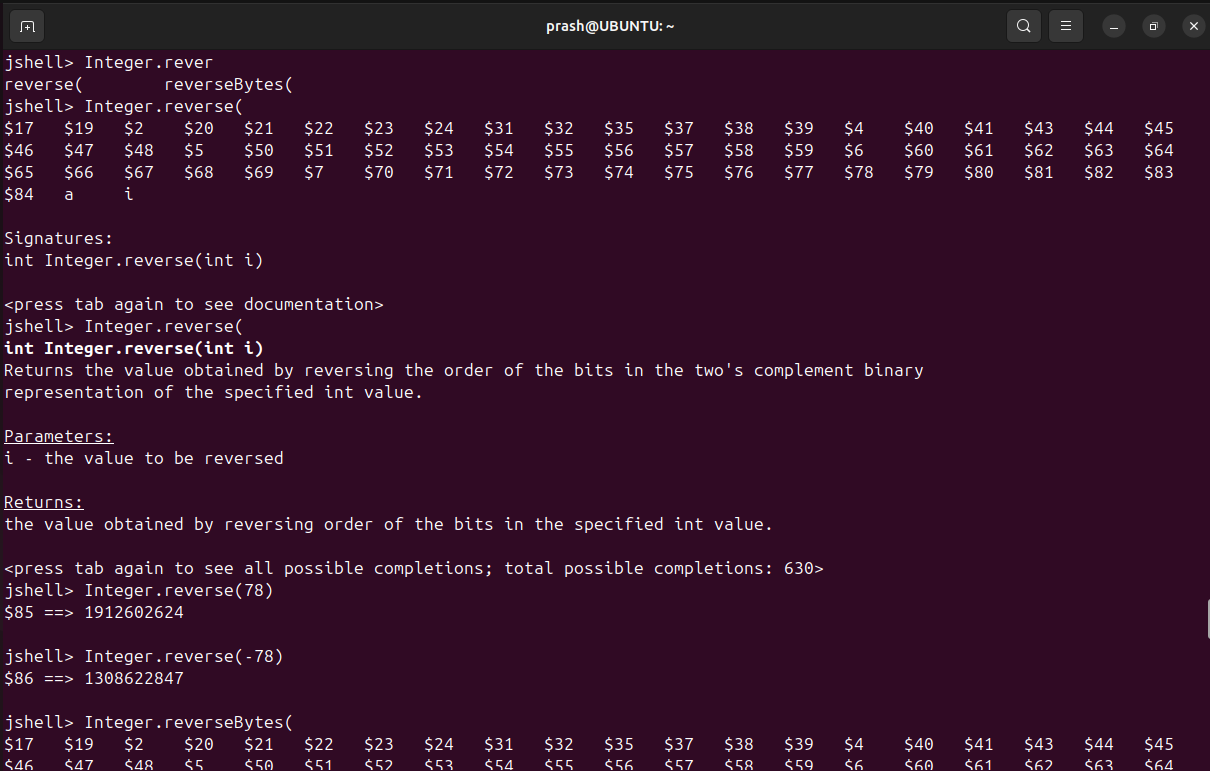 prash@UBUNTU: ~
jshell> Integer.rever
reverse(        reverseBytes(
jshell> Integer.reverse(
$17   $19   $2    $20   $21   $22   $23   $24   $31   $32   $35   $37   $38   $39   $4    $40   $41   $43   $44   $45
$46   $47   $48   $5    $50   $51   $52   $53   $54   $55   $56   $57   $58   $59   $6    $60   $61   $62   $63   $64
$65   $66   $67   $68   $69   $7    $70   $71   $72   $73   $74   $75   $76   $77   $78   $79   $80   $81   $82   $83
$84   a     i
Signatures:
int Integer.reverse(int i)
<press tab again to see documentation>
jshell> Integer.reverse(
int Integer.reverse(int i)
Returns the value obtained by reversing the order of the bits in the two's complement binary
representation of the specified int value.
Parameters:
i - the value to be reversed
Returns:
the value obtained by reversing order of the bits in the specified int value.
<press tab again to see all possible completions; total possible completions: 630>
jshell> Integer.reverse(78)
$85 ==> 1912602624
jshell> Integer.reverse(-78)
$86 ==> 1308622847
jshell> Integer.reverseBytes(
$17   $19   $2    $20   $21   $22   $23   $24   $31   $32   $35   $37   $38   $39   $4    $40   $41   $43   $44   $45
$46   $47   $48   $5    $50   $51   $52   $53   $54   $55   $56   $57   $58   $59   $6    $60   $61   $62   $63   $64